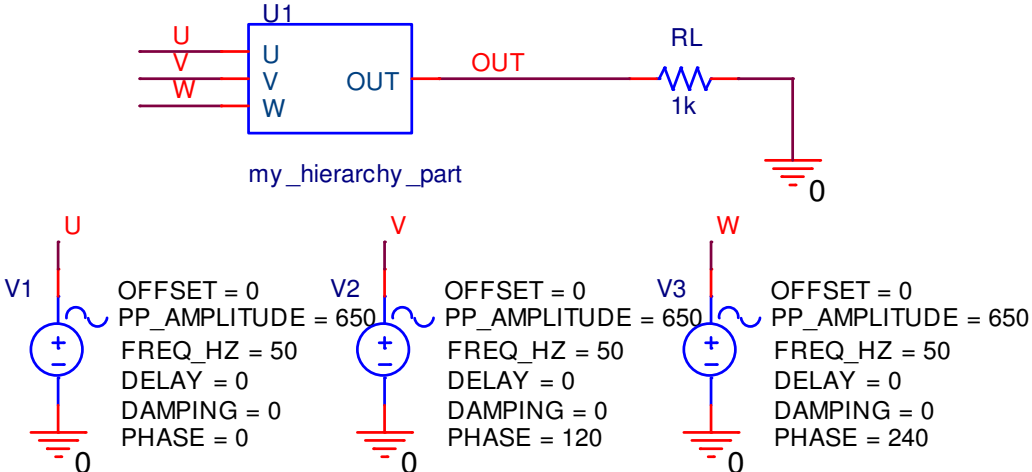 U1
U
V
W
U
V
W
OUT
OUT
RL
1k
0
my_hierarchy_part
U
V1
OFFSET = 0
PP_AMPLITUDE = 650
FREQ_HZ = 50
DELAY = 0
DAMPING = 0
PHASE = 0
0
V
V2
OFFSET = 0
PP_AMPLITUDE = 650
FREQ_HZ = 50
DELAY = 0
DAMPING = 0
PHASE = 120
0
W
V3
OFFSET = 0
PP_AMPLITUDE = 650
FREQ_HZ = 50
DELAY = 0
DAMPING = 0
PHASE = 240
0